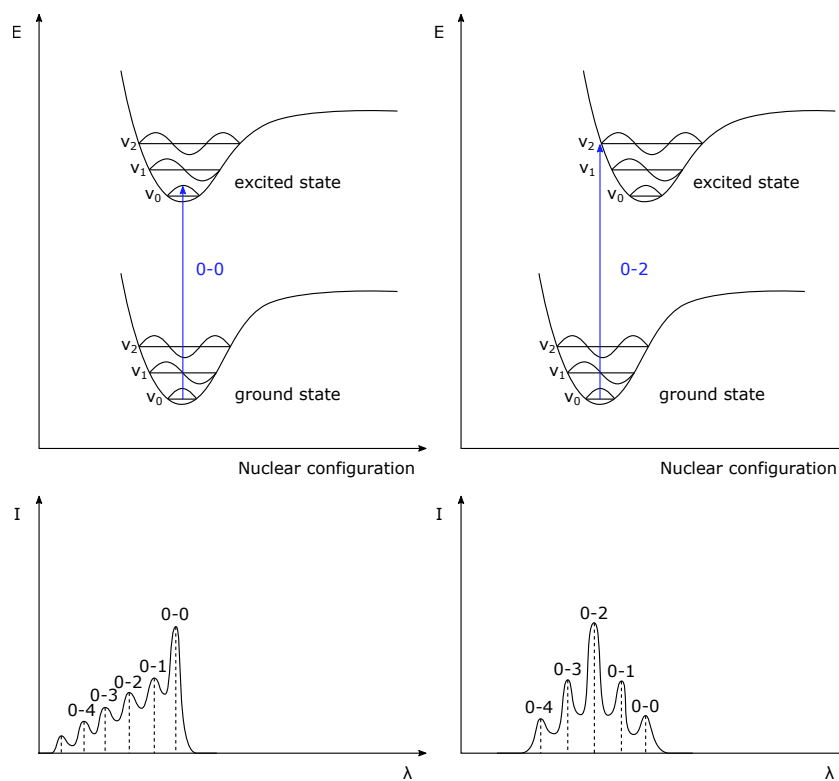 E
v₂
v₁
v₀
excited state
0-0
v₂
v₁
v₀
ground state
Nuclear configuration
E
v₂
v₁
v₀
excited state
0-2
v₂
v₁
v₀
ground state
Nuclear configuration
I
0-0
0-1
0-2
0-3
0-4
λ
I
0-2
0-3
0-1
0-4
0-0
λ